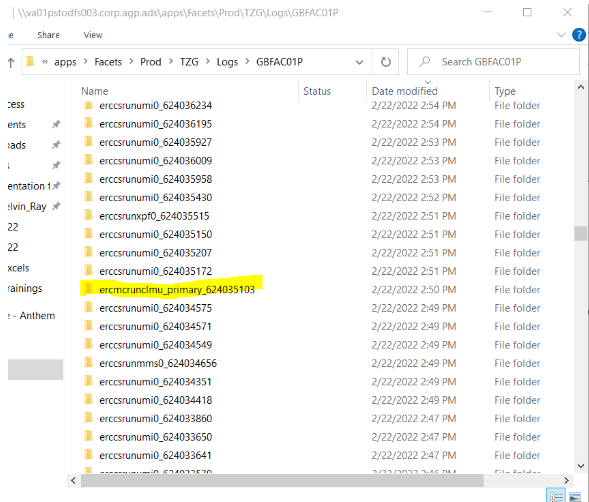 \\va01pstodfs003.corp.agp.ads\apps\Facets\Prod\TZG\Logs\GBFAC01P
« apps > Facets > Prod > TZG > Logs > GBFAC01P
Search GBFAC01P
Name Status Date modified Type
erccsrunumi0_624036234 2/22/2022 2:54 PM File folder
erccsrunumi0_624036195 2/22/2022 2:54 PM File folder
erccsrunumi0_624035927 2/22/2022 2:53 PM File folder
erccsrunumi0_624036009 2/22/2022 2:53 PM File folder
erccsrunumi0_624035958 2/22/2022 2:53 PM File folder
erccsrunumi0_624035430 2/22/2022 2:52 PM File folder
erccsrunxpf0_624035515 2/22/2022 2:51 PM File folder
erccsrunumi0_624035150 2/22/2022 2:51 PM File folder
erccsrunumi0_624035207 2/22/2022 2:51 PM File folder
erccsrunumi0_624035172 2/22/2022 2:51 PM File folder
ercmcrunclmu_primary_624035103 2/22/2022 2:50 PM File folder
erccsrunumi0_624034575 2/22/2022 2:49 PM File folder
erccsrunumi0_624034571 2/22/2022 2:49 PM File folder
erccsrunumi0_624034549 2/22/2022 2:49 PM File folder
erccsrunmms0_624034656 2/22/2022 2:49 PM File folder
erccsrunumi0_624034351 2/22/2022 2:49 PM File folder
erccsrunumi0_624034418 2/22/2022 2:49 PM File folder
erccsrunumi0_624033860 2/22/2022 2:47 PM File folder
erccsrunumi0_624033650 2/22/2022 2:47 PM File folder
erccsrunumi0_624033641 2/22/2022 2:47 PM File folder
cess
ents
oads
s
entation f
elvin_Ray
22
22
xcels
rainings
e - Anthem